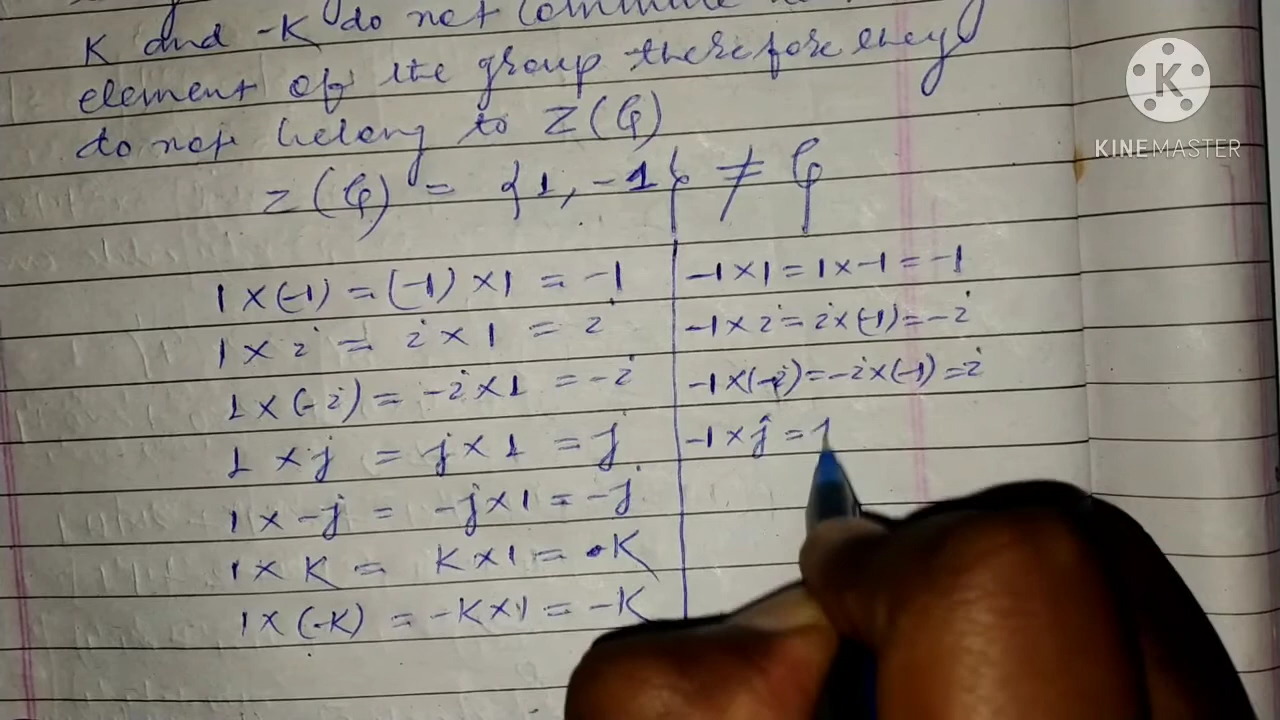 K and -K do not
element of the group therefore they
do not belong to Z(G)
Z(G) = {1, -1} ≠ G
1 × (-1) = (-1) × 1 = -1
1 × i = i × 1 = i
1 × (-i) = -i × 1 = -i
1 × j = j × 1 = j
1 × -j = -j × 1 = -j
1 × K = K × 1 = K
1 × (-K) = -K × 1 = -K
-1 × 1 = 1 × -1 = -1
-1 × i = i × (-1) = -i
-1 × (-i) = -i × (-1) = i
-1 × j =
K
KINEMASTER